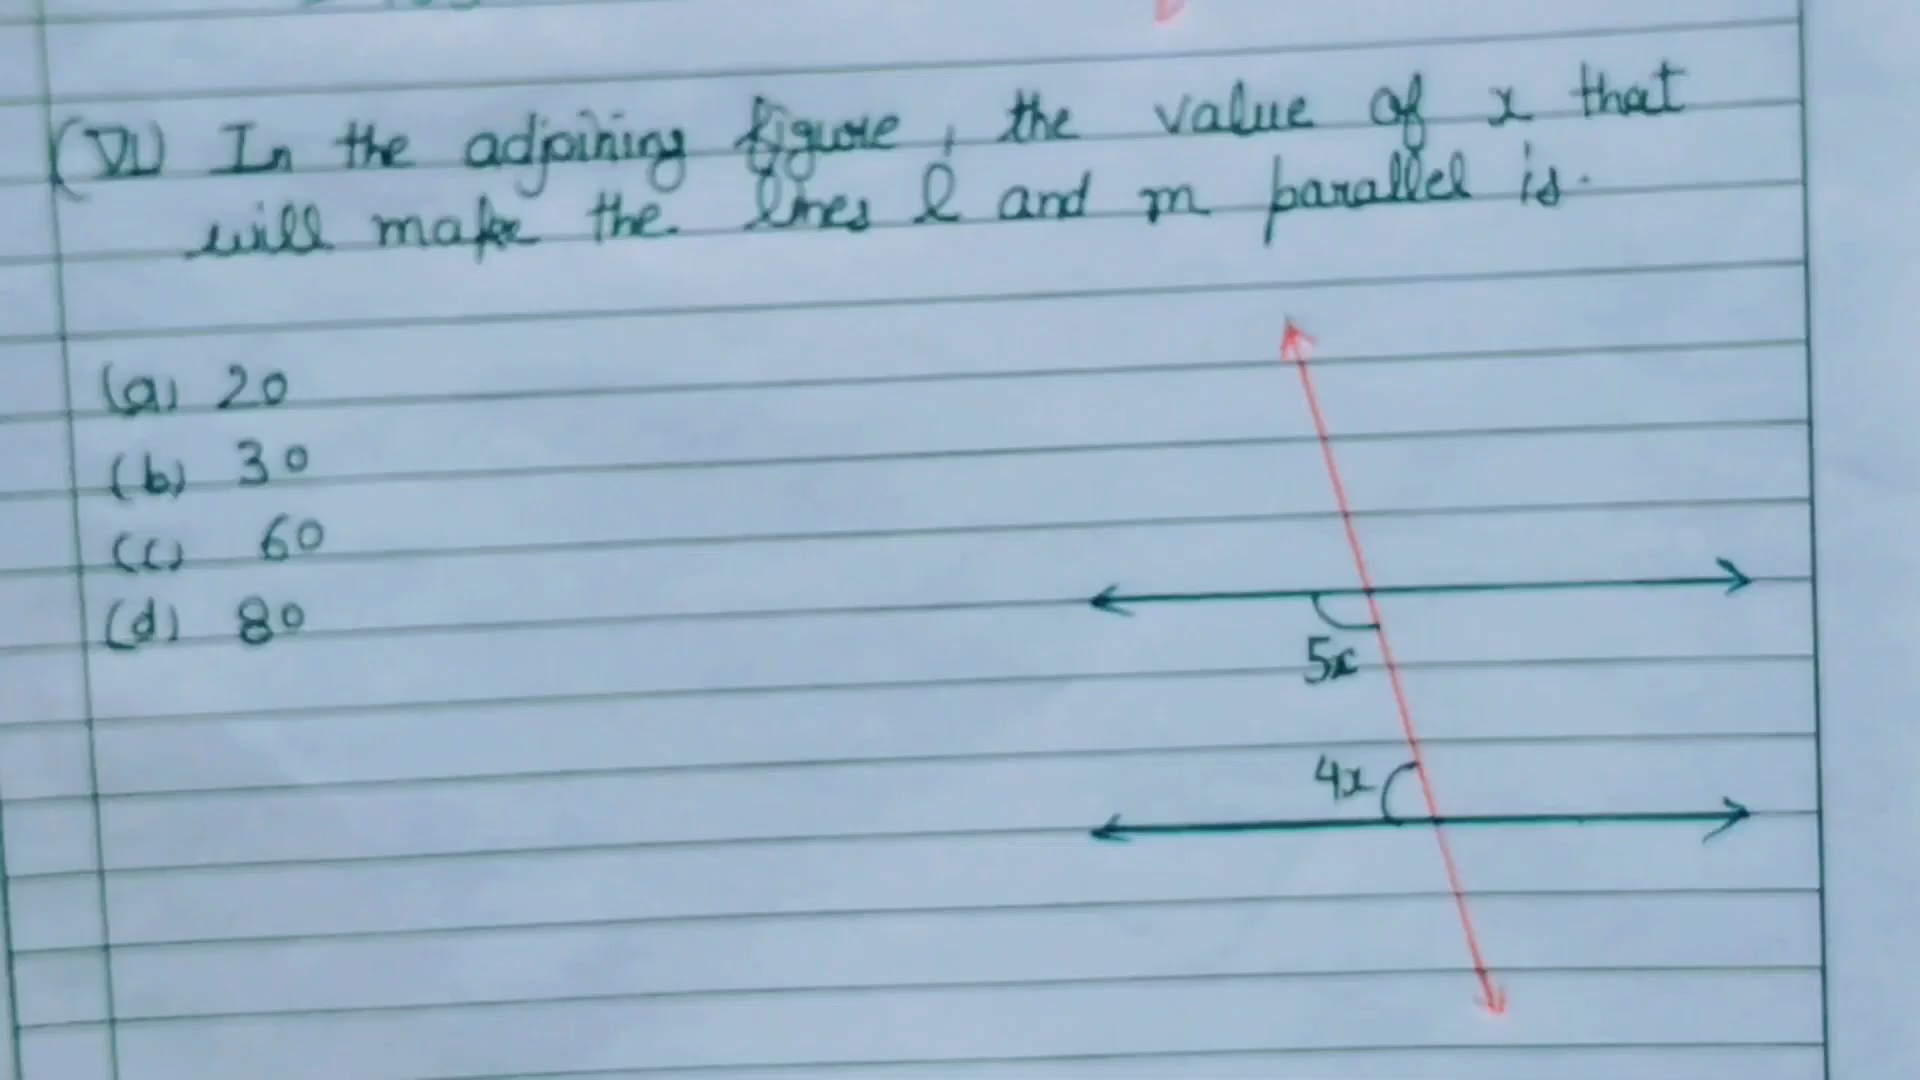 (VI) In the adjoining figure, the value of x that
will make the lines l and m parallel is.
(a) 20
(b) 30
(c) 60
(d) 80
5x
4x